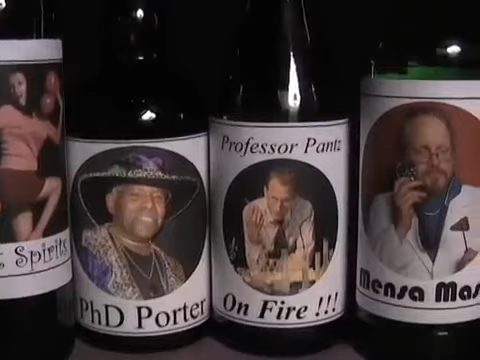 Spirits
PhD Porter
Professor Pantz
On Fire !!!
Mensa Mas